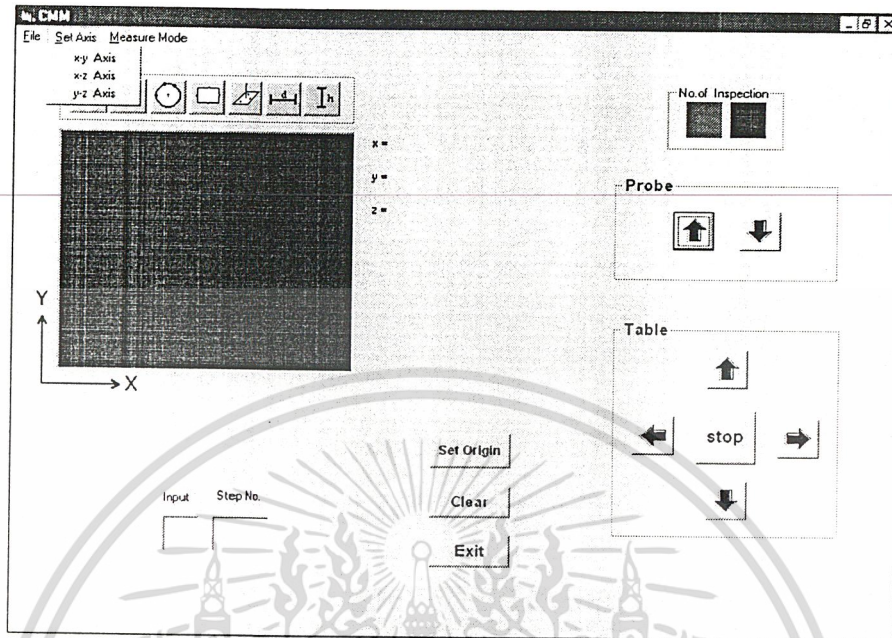 CMM
File Set Axis Measure Mode
x-y Axis
x-z Axis
y-z Axis
d
h
No.of Inspection
x =
y =
z =
Probe
Y
X
Table
stop
Set Origin
Input Step No.
Clear
Exit